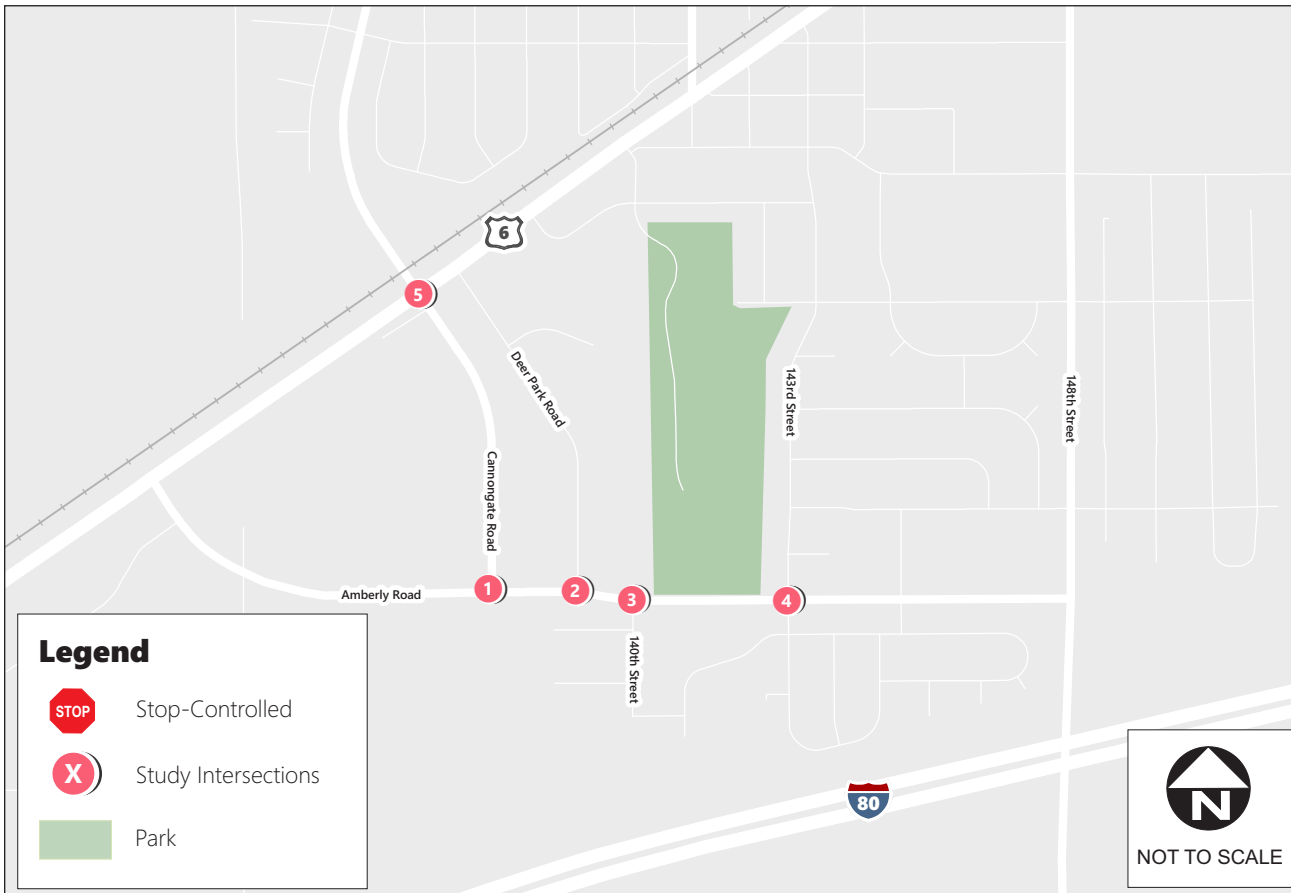 6
5
Deer Park Road
143rd Street
148th Street
Cannongate Road
Amberly Road
1
2
3
4
140th Street
Legend
STOP
Stop-Controlled
X
Study Intersections
Park
80
N
NOT TO SCALE